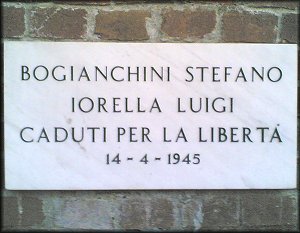 BOGIANCHINI STEFANO
IORELLA LUIGI
CADUTI PER LA LIBERTÀ
14-4-1945